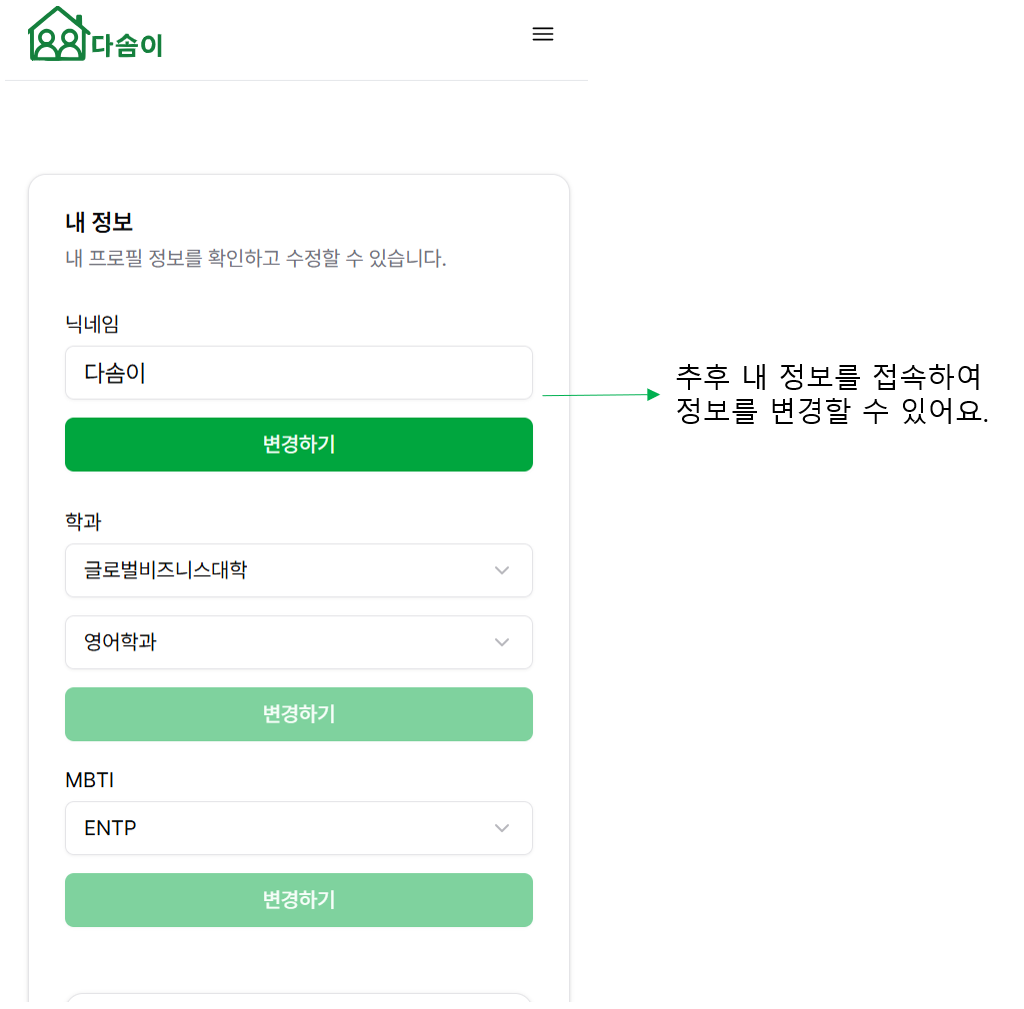 다솜이
내 정보
내 프로필 정보를 확인하고 수정할 수 있습니다.
닉네임
다솜이
변경하기
추후 내 정보를 접속하여
정보를 변경할 수 있어요.
학과
글로벌비즈니스대학
영어학과
변경하기
MBTI
ENTP
변경하기